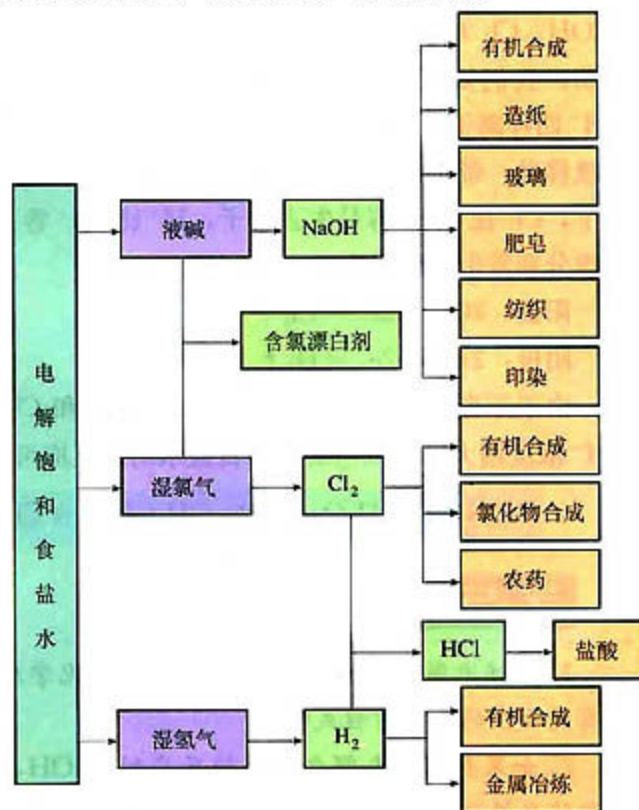 有机合成
造纸
玻璃
液碱
NaOH
肥皂
纺织
含氯漂白剂
印染
电解饱和食盐水
有机合成
湿氯气
Cl₂
氯化物合成
农药
HCl
盐酸
有机合成
湿氢气
H₂
金属冶炼